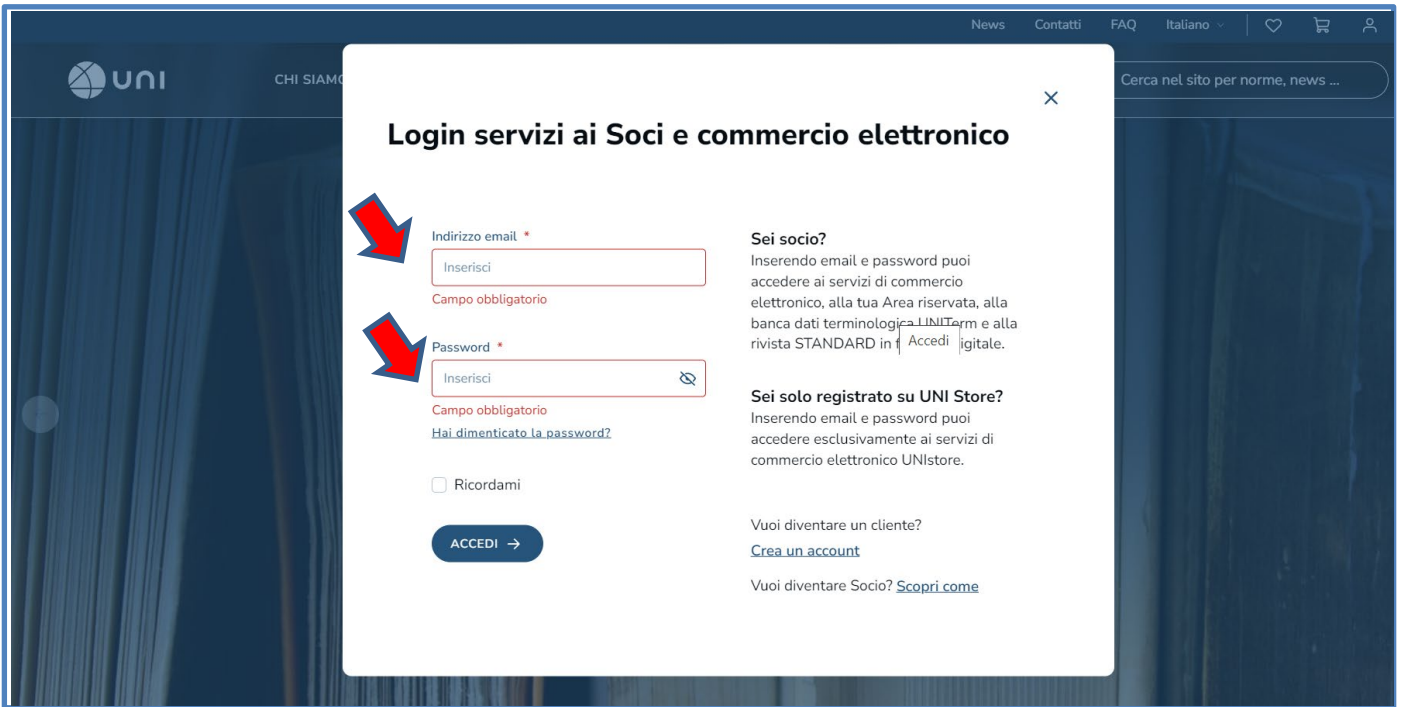 News Contatti FAQ Italiano
UNI
CHI SIAMO
Cerca nel sito per norme, news ...
Login servizi ai Soci e commercio elettronico
Indirizzo email *
Inserisci
Campo obbligatorio
Password *
Inserisci
Campo obbligatorio
Hai dimenticato la password?
Ricordami
ACCEDI →
Sei socio?
Inserendo email e password puoi
accedere ai servizi di commercio
elettronico, alla tua Area riservata, alla
banca dati terminologica UNITerm e alla
rivista STANDARD in f igitale.
Accedi
Sei solo registrato su UNI Store?
Inserendo email e password puoi
accedere esclusivamente ai servizi di
commercio elettronico UNIstore.
Vuoi diventare un cliente?
Crea un account
Vuoi diventare Socio? Scopri come